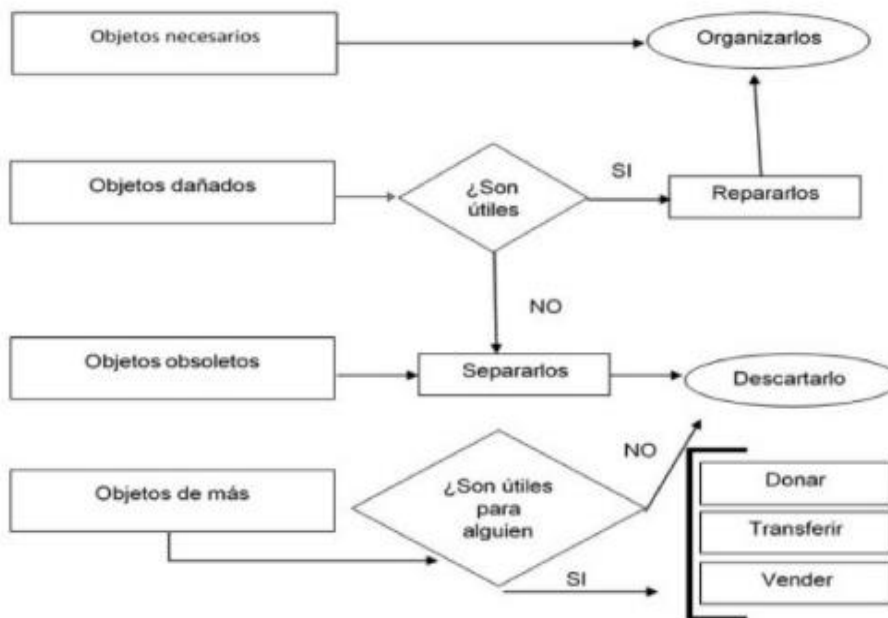 Objetos necesarios
Organizarlos
Objetos dañados
¿Son
útiles
SI
Repararlos
NO
Objetos obsoletos
Separarlos
Descartarlo
Objetos de más
¿Son útiles
para
alguien
NO
SI
Donar
Transferir
Vender